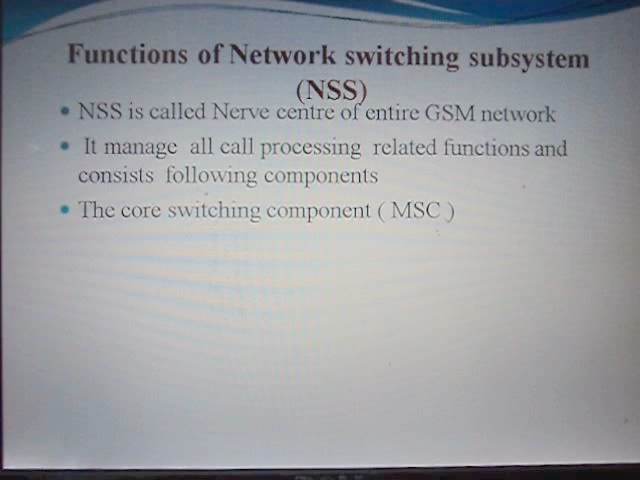 Functions of Network switching subsystem
(NSS)
• NSS is called Nerve centre of entire GSM network
• It manage all call processing related functions and
consists following components
• The core switching component ( MSC )